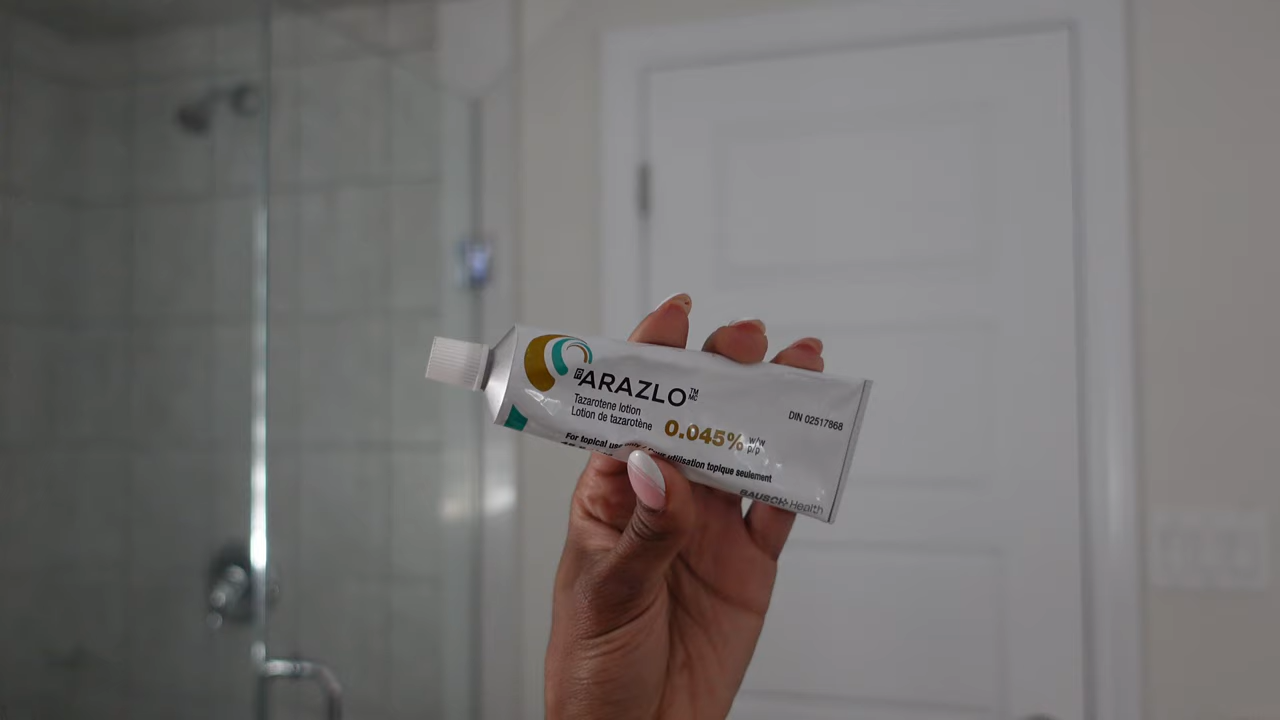 ARAZLO TM MC
Tazarotene lotion
Lotion de tazarotène
0.045% w/w p/p
DIN 02517868
For topical use utilisation topique seulement
BAUSCH+Health